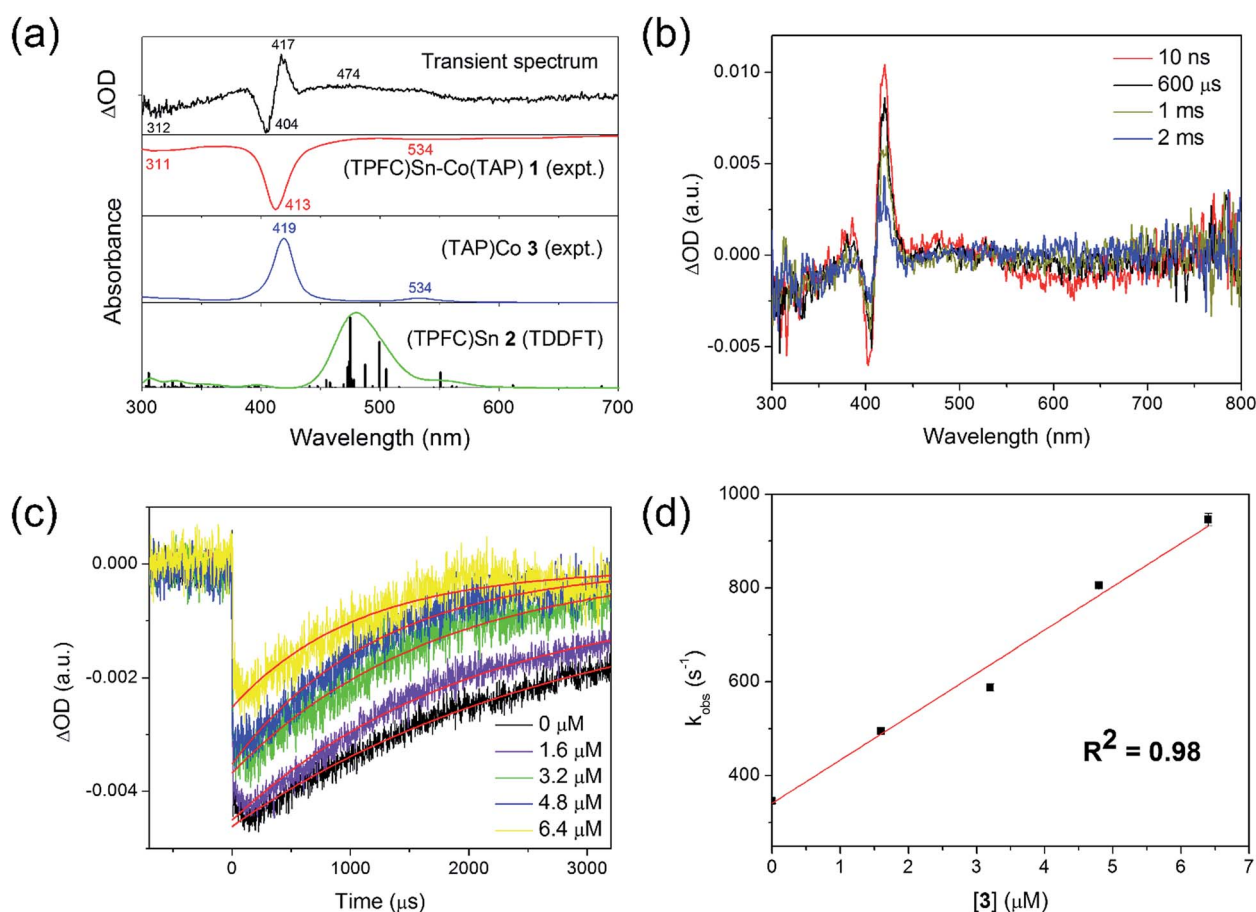 (a)
417
Transient spectrum
474
ΔOD
312
404
311
534
(TPFC)Sn-Co(TAP) 1 (expt.)
413
419
(TAP)Co 3 (expt.)
534
Absorbance
(TPFC)Sn 2 (TDDFT)
300 400 500 600 700
Wavelength (nm)
(b)
10 ns
600 μs
1 ms
2 ms
0.010
0.005
0.000
-0.005
ΔOD (a.u.)
300 400 500 600 700 800
Wavelength (nm)
(c)
0.000
-0.002
-0.004
ΔOD (a.u.)
0 μM
1.6 μM
3.2 μM
4.8 μM
6.4 μM
0 1000 2000 3000
Time (μs)
(d)
1000
800
600
400
k_obs (s⁻¹)
R² = 0.98
0 1 2 3 4 5 6 7
[3] (μM)